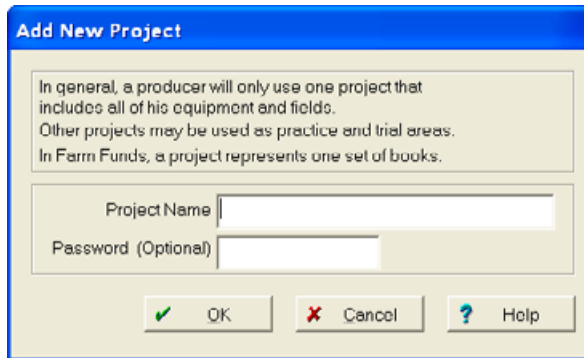 Add New Project
In general, a producer will only use one project that
includes all of his equipment and fields.
Other projects may be used as practice and trial areas.
In Farm Funds, a project represents one set of books.
Project Name
Password (Optional)
OK
Cancel
Help